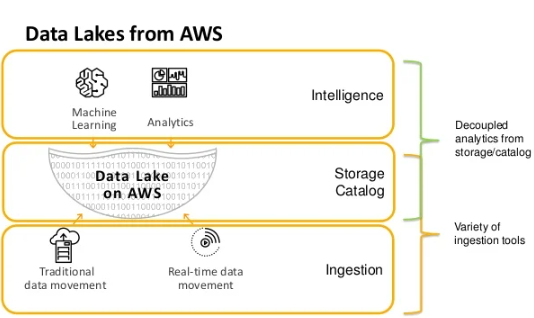 Data Lakes from AWS
Intelligence
Machine
Learning
Analytics
Decoupled
analytics from
storage/catalog
Data Lake
on AWS
Storage
Catalog
Variety of
ingestion tools
Traditional
data movement
Real-time data
movement
Ingestion